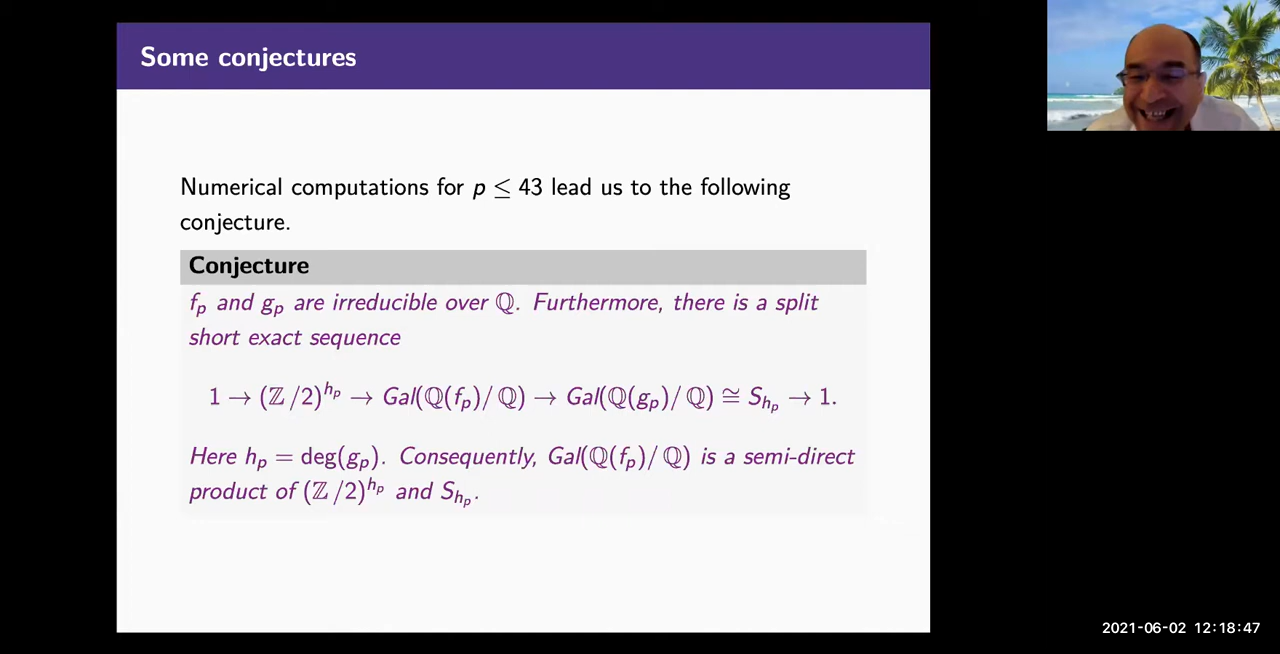 Some conjectures
Numerical computations for p ≤ 43 lead us to the following
conjecture.
Conjecture
f_p and g_p are irreducible over ℚ. Furthermore, there is a split
short exact sequence
1 → (ℤ/2)^{h_p} → Gal(ℚ(f_p)/ℚ) → Gal(ℚ(g_p)/ℚ) ≅ S_{h_p} → 1.
Here h_p = deg(g_p). Consequently, Gal(ℚ(f_p)/ℚ) is a semi-direct
product of (ℤ/2)^{h_p} and S_{h_p}.
2021-06-02 12:18:47